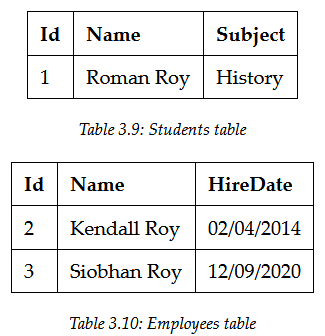 Id Name Subject
1 Roman Roy History
Table 3.9: Students table
Id Name HireDate
2 Kendall Roy 02/04/2014
3 Siobhan Roy 12/09/2020
Table 3.10: Employees table